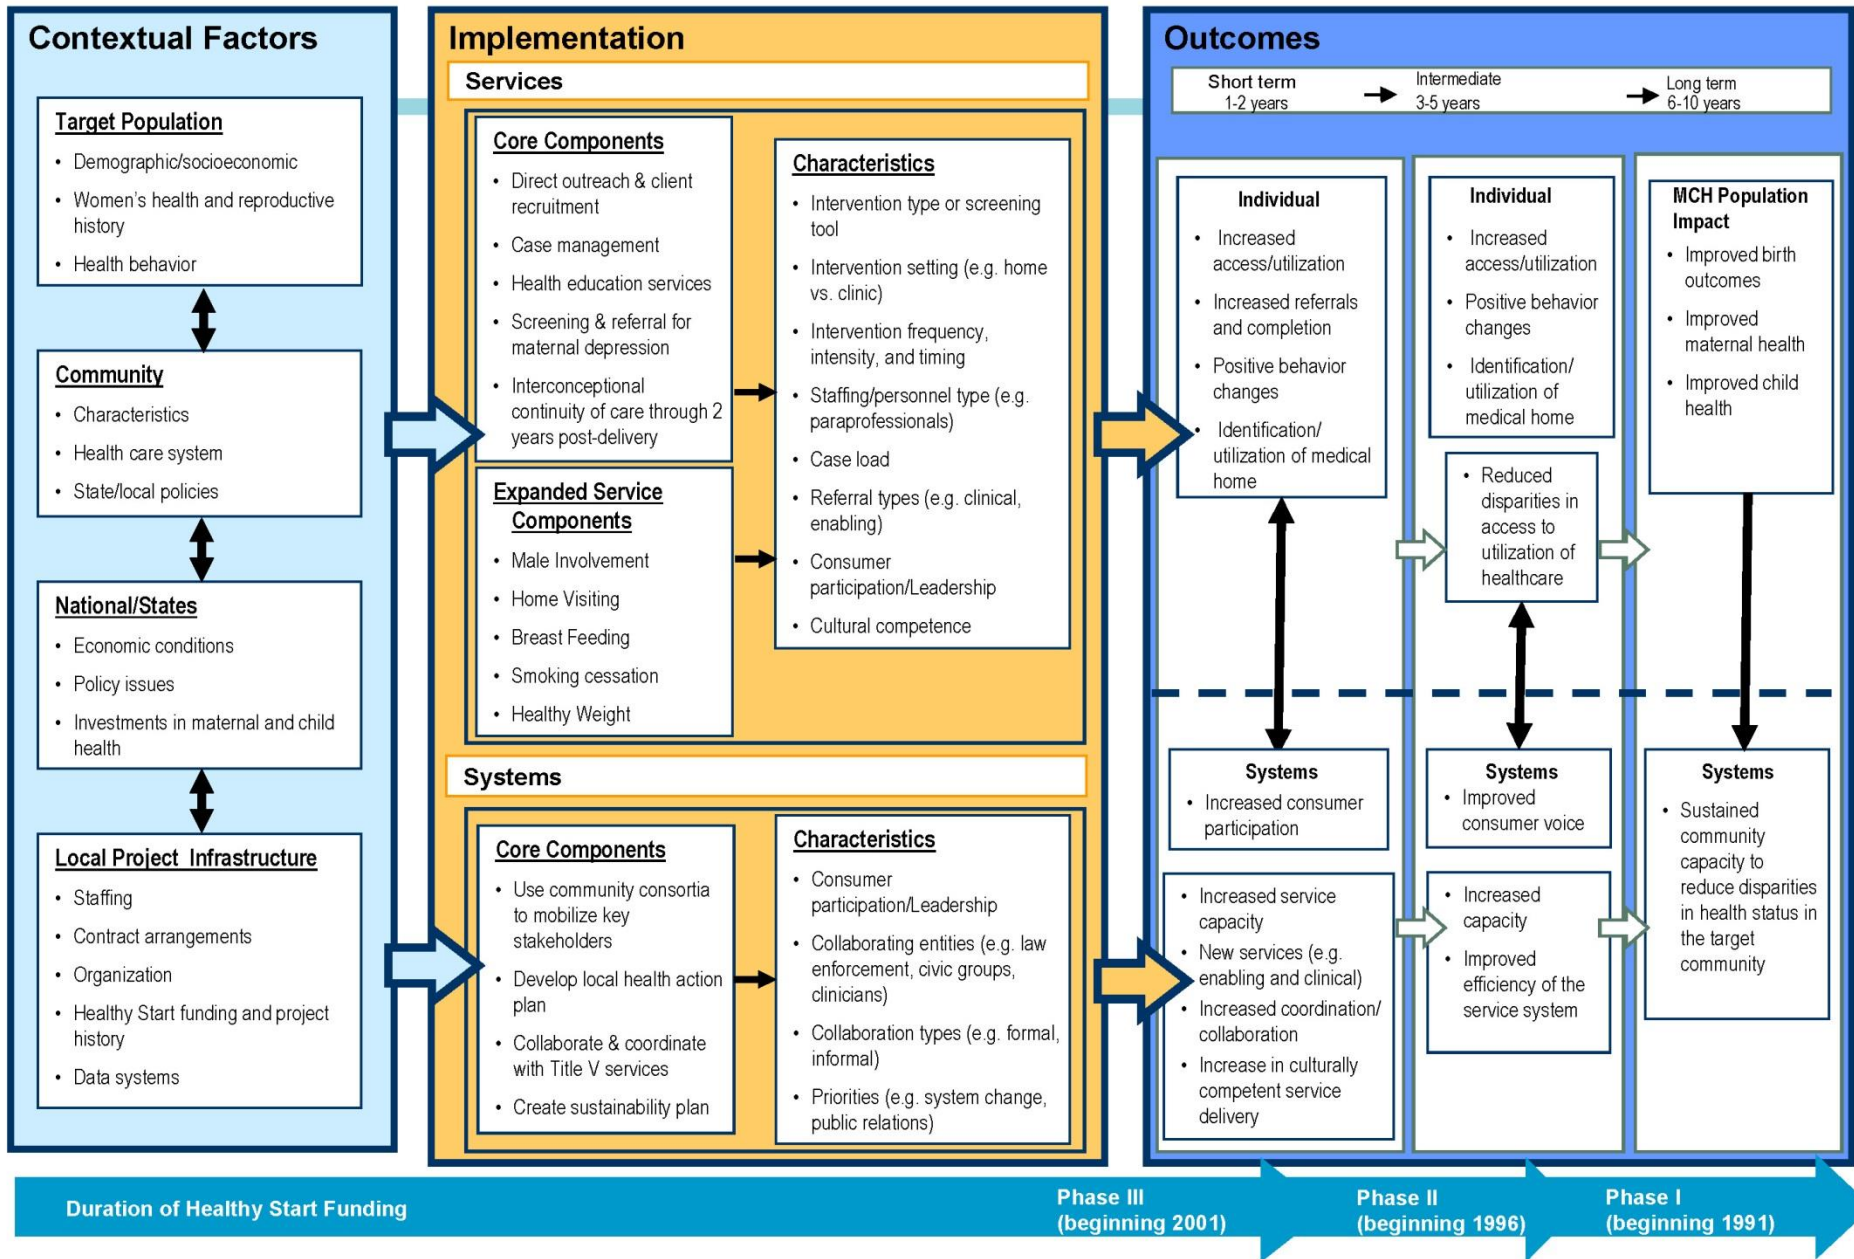 Contextual Factors
Target Population
• Demographic/socioeconomic
• Women's health and reproductive
history
• Health behavior
Community
• Characteristics
• Health care system
• State/local policies
National/States
• Economic conditions
• Policy issues
• Investments in maternal and child
health
Local Project Infrastructure
• Staffing
• Contract arrangements
• Organization
• Healthy Start funding and project
history
• Data systems
Implementation
Services
Core Components
• Direct outreach & client
recruitment
• Case management
• Health education services
• Screening & referral for
maternal depression
• Interconceptional
continuity of care through 2
years post-delivery
Expanded Service
Components
• Male Involvement
• Home Visiting
• Breast Feeding
• Smoking cessation
• Healthy Weight
Characteristics
• Intervention type or screening
tool
• Intervention setting (e.g. home
vs. clinic)
• Intervention frequency,
intensity, and timing
• Staffing/personnel type (e.g.
paraprofessionals)
• Case load
• Referral types (e.g. clinical,
enabling)
• Consumer
participation/Leadership
• Cultural competence
Systems
Core Components
• Use community consortia
to mobilize key
stakeholders
• Develop local health action
plan
• Collaborate & coordinate
with Title V services
• Create sustainability plan
Characteristics
• Consumer
participation/Leadership
• Collaborating entities (e.g. law
enforcement, civic groups,
clinicians)
• Collaboration types (e.g. formal,
informal)
• Priorities (e.g. system change,
public relations)
Outcomes
Short term
1-2 years
Intermediate
3-5 years
Long term
6-10 years
Individual
• Increased
access/utilization
• Increased referrals
and completion
• Positive behavior
changes
• Identification/
utilization of medical
home
Systems
• Increased consumer
participation
• Increased service
capacity
• New services (e.g.
enabling and clinical)
• Increased coordination/
collaboration
• Increase in culturally
competent service
delivery
Individual
• Increased
access/utilization
• Positive behavior
changes
• Identification/
utilization of
medical home
• Reduced
disparities in
access to
utilization of
healthcare
Systems
• Improved
consumer voice
• Increased
capacity
• Improved
efficiency of the
service system
MCH Population
Impact
• Improved birth
outcomes
• Improved
maternal health
• Improved child
health
Systems
• Sustained
community
capacity to
reduce disparities
in health status in
the target
community
Duration of Healthy Start Funding
Phase III
(beginning 2001)
Phase II
(beginning 1996)
Phase I
(beginning 1991)